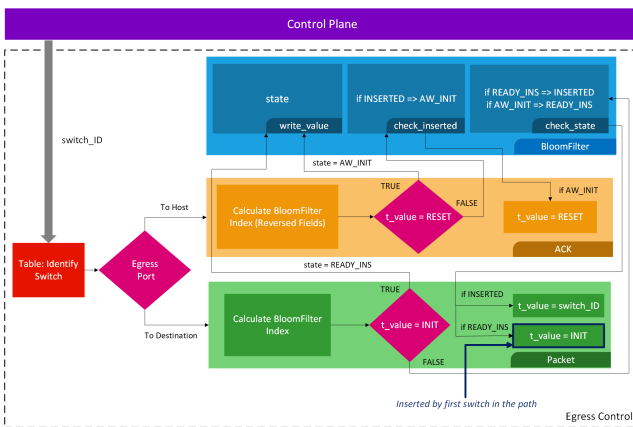 Control Plane
switch_ID
state
write_value
if INSERTED => AW_INIT
check_inserted
if READY_INS => INSERTED
if AW_INIT => READY_INS
check_state
BloomFilter
state = AW_INIT
To Host
Calculate BloomFilter
Index (Reversed Fields)
TRUE
t_value = RESET
FALSE
if AW_INIT
t_value = RESET
ACK
Table: Identify
Switch
Egress
Port
state = READY_INS
To Destination
Calculate BloomFilter
Index
TRUE
t_value = INIT
FALSE
if INSERTED
t_value = switch_ID
if READY_INS
t_value = INIT
Packet
Inserted by first switch in the path
Egress Control